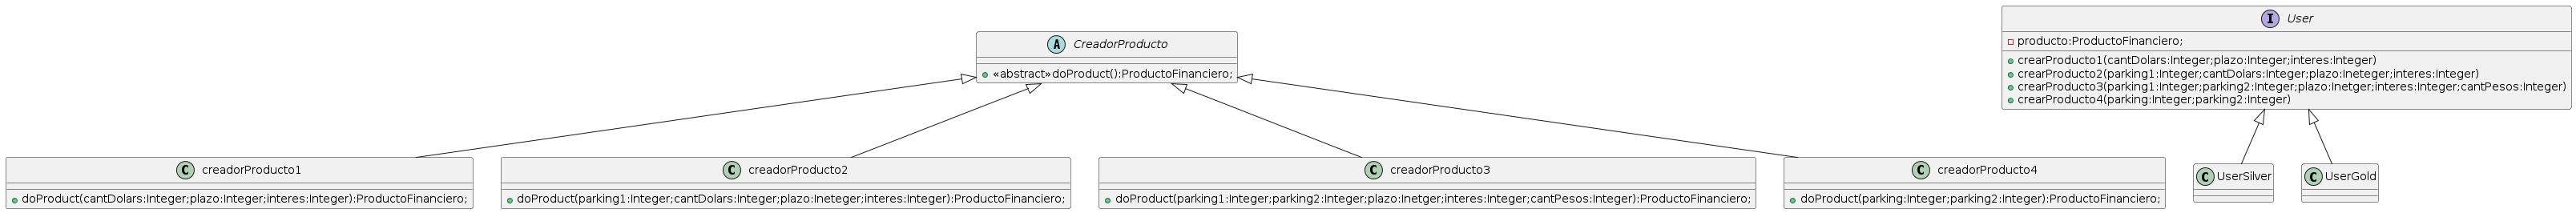 I User
producto:ProductoFinanciero;
crearProducto1(cantDolars:Integer;plazo:Integer;interes:Integer)
crearProducto2(parking1:Integer;cantDolars:Integer;plazo:Ineteger;interes:Integer)
crearProducto3(parking1:Integer;parking2:Integer;plazo:Inetger;interes:Integer;cantPesos:Integer)
crearProducto4(parking:Integer;parking2:Integer)
A CreadorProducto
«abstract»doProduct():ProductoFinanciero;
C creadorProducto1
doProduct(cantDolars:Integer;plazo:Integer;interes:Integer):ProductoFinanciero;
C creadorProducto2
doProduct(parking1:Integer;cantDolars:Integer;plazo:Ineteger;interes:Integer):ProductoFinanciero;
C creadorProducto3
doProduct(parking1:Integer;parking2:Integer;plazo:Inetger;interes:Integer;cantPesos:Integer):ProductoFinanciero;
C creadorProducto4
doProduct(parking:Integer;parking2:Integer):ProductoFinanciero;
C UserSilver
C UserGold